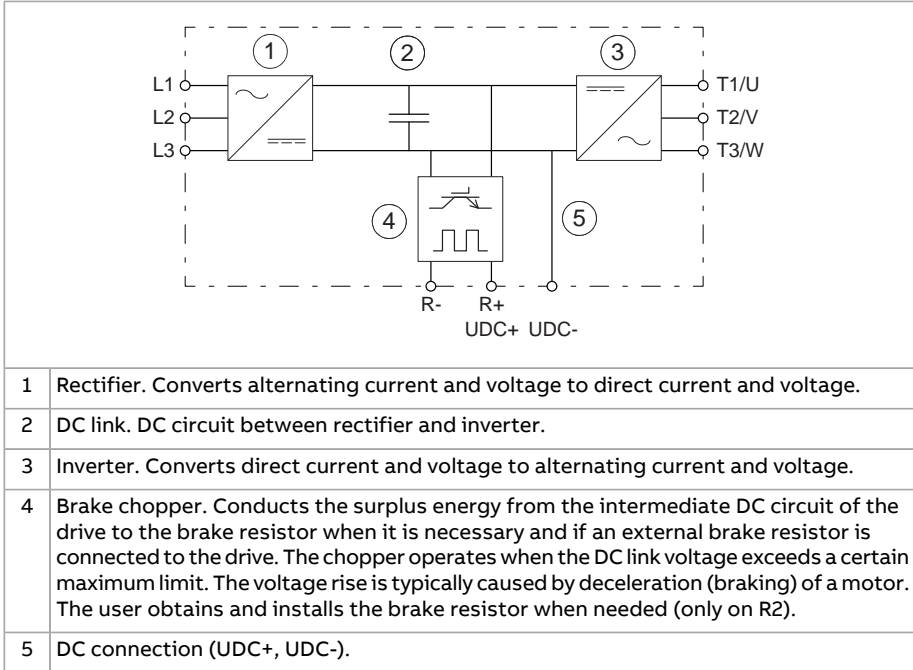 1
2
3
L1
T1/U
L2
T2/V
L3
T3/W
4
5
R-
R+
UDC+
UDC-
1 Rectifier. Converts alternating current and voltage to direct current and voltage.
2 DC link. DC circuit between rectifier and inverter.
3 Inverter. Converts direct current and voltage to alternating current and voltage.
4 Brake chopper. Conducts the surplus energy from the intermediate DC circuit of the
drive to the brake resistor when it is necessary and if an external brake resistor is
connected to the drive. The chopper operates when the DC link voltage exceeds a certain
maximum limit. The voltage rise is typically caused by deceleration (braking) of a motor.
The user obtains and installs the brake resistor when needed (only on R2).
5 DC connection (UDC+, UDC-).